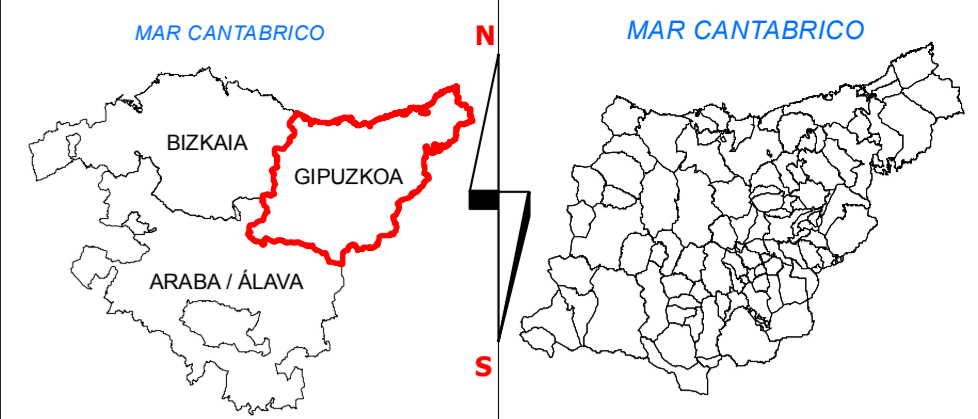 MAR CANTABRICO
BIZKAIA
GIPUZKOA
ARABA / ÁLAVA
N
S
MAR CANTABRICO